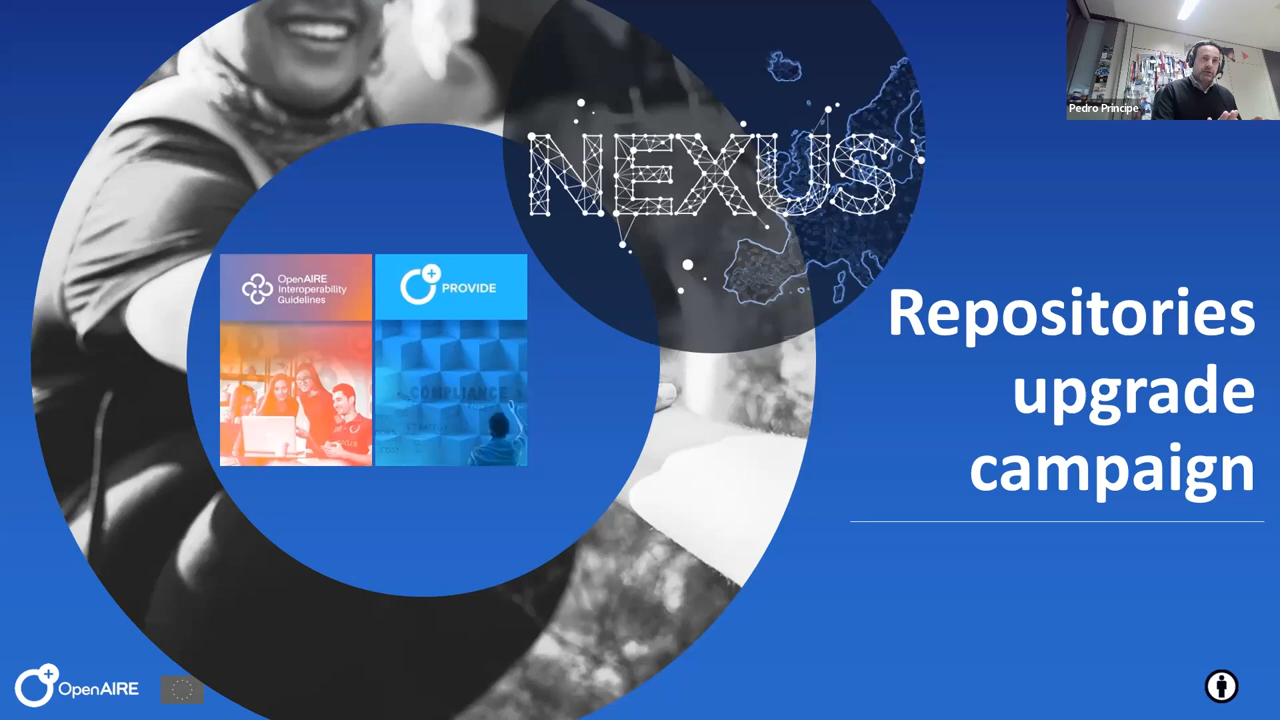 Pedro Principe
NEXUS
OpenAIRE
Interoperability
Guidelines
PROVIDE
COMPLIANCE
Repositories
upgrade
campaign
OpenAIRE